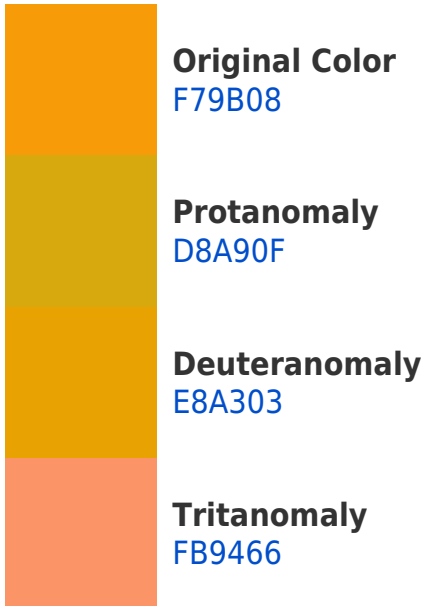 Original Color
F79B08
Protanomaly
D8A90F
Deuteranomaly
E8A303
Tritanomaly
FB9466